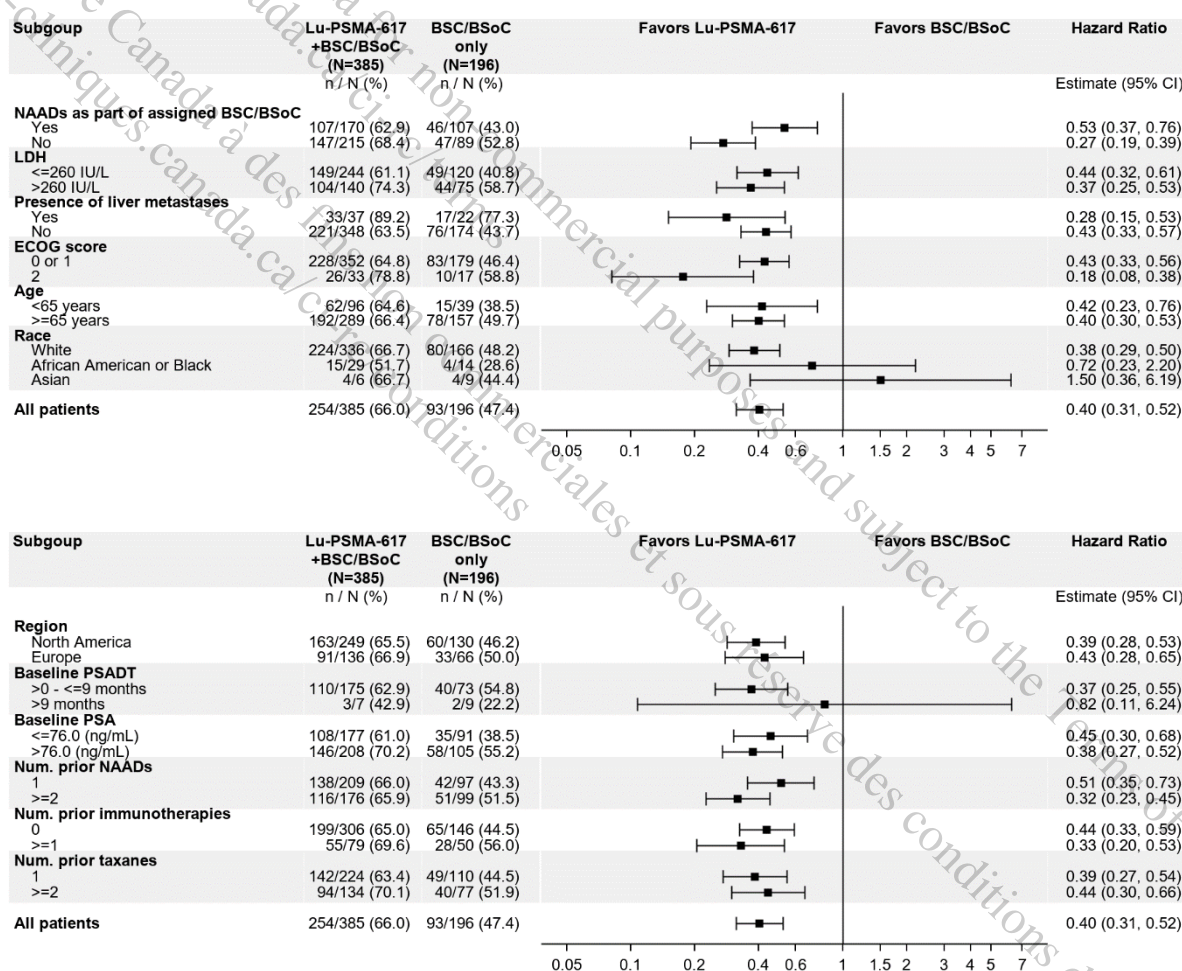 Subgoup Lu-PSMA-617 BSC/BSoC Favors Lu-PSMA-617 Favors BSC/BSoC Hazard Ratio
+BSC/BSoC only
(N=385) (N=196)
n / N (%) n / N (%) Estimate (95% CI)
NAADs as part of assigned BSC/BSoC
Yes 107/170 (62.9) 46/107 (43.0) 0.53 (0.37, 0.76)
No 147/215 (68.4) 47/89 (52.8) 0.27 (0.19, 0.39)
LDH
<=260 IU/L 149/244 (61.1) 49/120 (40.8) 0.44 (0.32, 0.61)
>260 IU/L 104/140 (74.3) 44/75 (58.7) 0.37 (0.25, 0.53)
Presence of liver metastases
Yes 33/37 (89.2) 17/22 (77.3) 0.28 (0.15, 0.53)
No 221/348 (63.5) 76/174 (43.7) 0.43 (0.33, 0.57)
ECOG score
0 or 1 228/352 (64.8) 83/179 (46.4) 0.43 (0.33, 0.56)
2 26/33 (78.8) 10/17 (58.8) 0.18 (0.08, 0.38)
Age
<65 years 62/96 (64.6) 15/39 (38.5) 0.42 (0.23, 0.76)
>=65 years 192/289 (66.4) 78/157 (49.7) 0.40 (0.30, 0.53)
Race
White 224/336 (66.7) 80/166 (48.2) 0.38 (0.29, 0.50)
African American or Black 15/29 (51.7) 4/14 (28.6) 0.72 (0.23, 2.20)
Asian 4/6 (66.7) 4/9 (44.4) 1.50 (0.36, 6.19)
All patients 254/385 (66.0) 93/196 (47.4) 0.40 (0.31, 0.52)
0.05 0.1 0.2 0.4 0.6 1 1.5 2 3 4 5 7
Subgoup Lu-PSMA-617 BSC/BSoC Favors Lu-PSMA-617 Favors BSC/BSoC Hazard Ratio
+BSC/BSoC only
(N=385) (N=196)
n / N (%) n / N (%) Estimate (95% CI)
Region
North America 163/249 (65.5) 60/130 (46.2) 0.39 (0.28, 0.53)
Europe 91/136 (66.9) 33/66 (50.0) 0.43 (0.28, 0.65)
Baseline PSADT
>0 - <=9 months 110/175 (62.9) 40/73 (54.8) 0.37 (0.25, 0.55)
>9 months 3/7 (42.9) 2/9 (22.2) 0.82 (0.11, 6.24)
Baseline PSA
<=76.0 (ng/mL) 108/177 (61.0) 35/91 (38.5) 0.45 (0.30, 0.68)
>76.0 (ng/mL) 146/208 (70.2) 58/105 (55.2) 0.38 (0.27, 0.52)
Num. prior NAADs
1 138/209 (66.0) 42/97 (43.3) 0.51 (0.35, 0.73)
>=2 116/176 (65.9) 51/99 (51.5) 0.32 (0.23, 0.45)
Num. prior immunotherapies
0 199/306 (65.0) 65/146 (44.5) 0.44 (0.33, 0.59)
>=1 55/79 (69.6) 28/50 (56.0) 0.33 (0.20, 0.53)
Num. prior taxanes
1 142/224 (63.4) 49/110 (44.5) 0.39 (0.27, 0.54)
>=2 94/134 (70.1) 40/77 (51.9) 0.44 (0.30, 0.66)
All patients 254/385 (66.0) 93/196 (47.4) 0.40 (0.31, 0.52)
0.05 0.1 0.2 0.4 0.6 1 1.5 2 3 4 5 7
Canada à des fins non commerciales et sous réserve des conditions
-techniques.canada.ca/cr-conditions
commercial purposes and subject to the Terms of
canada.ca/cr/terms